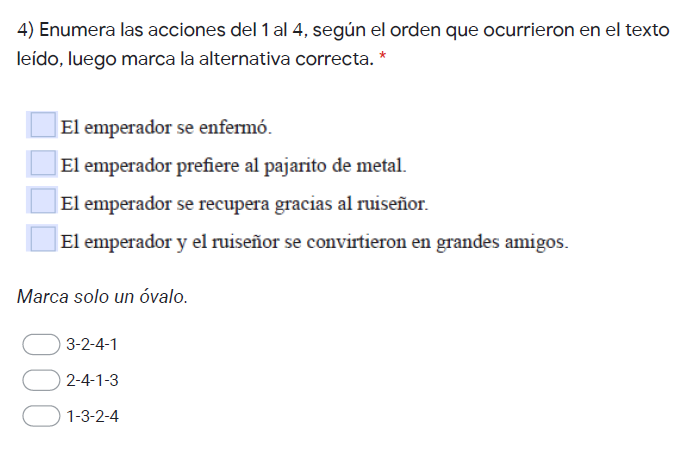 4) Enumera las acciones del 1 al 4, según el orden que ocurrieron en el texto
leído, luego marca la alternativa correcta. *
El emperador se enfermó.
El emperador prefiere al pajarito de metal.
El emperador se recupera gracias al ruiseñor.
El emperador y el ruiseñor se convirtieron en grandes amigos.
Marca solo un óvalo.
3-2-4-1
2-4-1-3
1-3-2-4